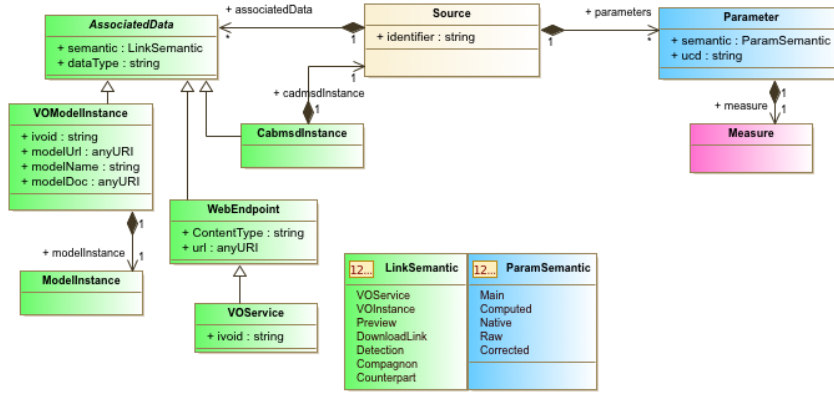 AssociatedData
+ semantic : LinkSemantic
+ dataType : string
+ associatedData
*
1
Source
+ identifier : string
+ parameters
1
*
Parameter
+ semantic : ParamSemantic
+ ucd : string
1
+ cadmsdInstance
1
1
+ measure
1
1
VOModelInstance
+ ivoid : string
+ modelUrl : anyURI
+ modelName : string
+ modelDoc : anyURI
CabmsdInstance
Measure
WebEndpoint
+ ContentType : string
+ url : anyURI
1
+ modelInstance
1
ModelInstance
VOService
+ ivoid : string
12... LinkSemantic
VOService
VOInstance
Preview
DownloadLink
Detection
Compagnon
Counterpart
12... ParamSemantic
Main
Computed
Native
Raw
Corrected